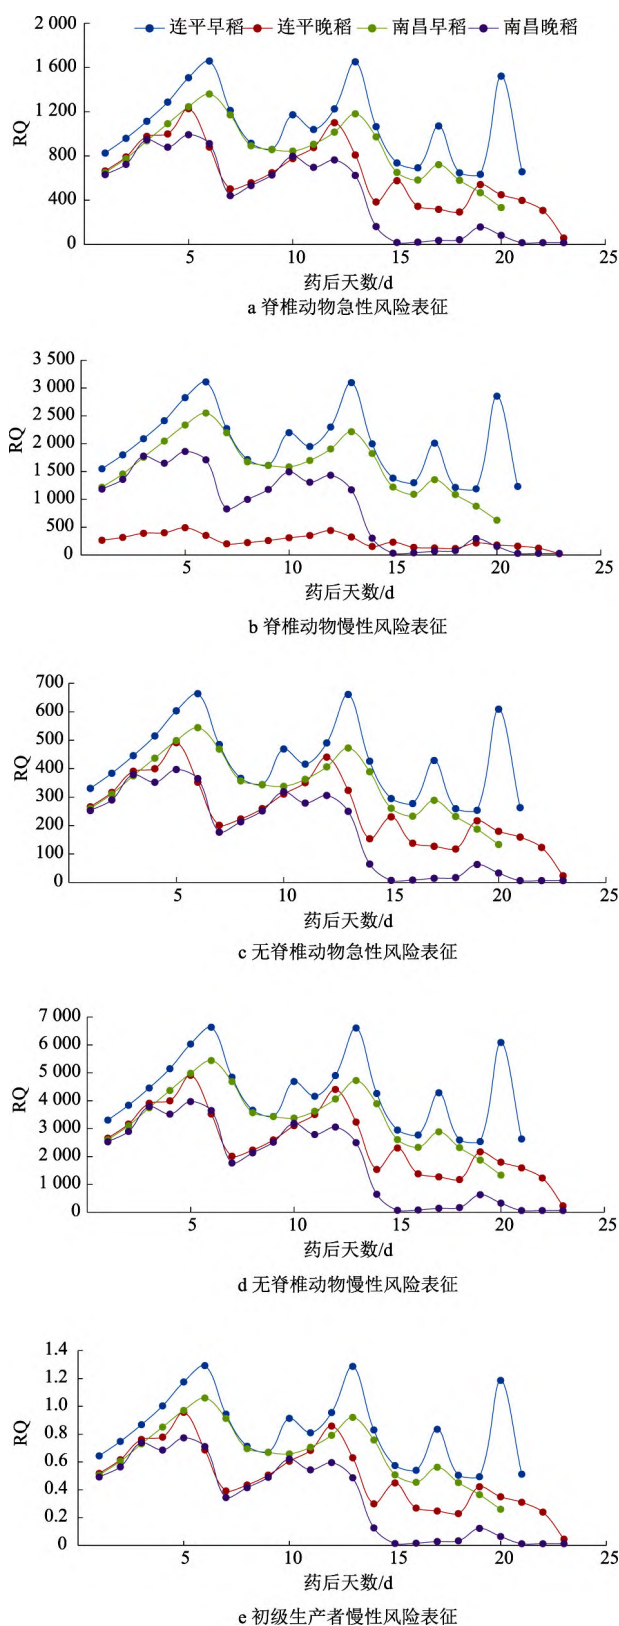 2 000
连平早稻 连平晚稻 南昌早稻 南昌晚稻
1 600
1 200
RQ
800
400
0
5 10 15 20 25
药后天数/d
a 脊椎动物急性风险表征
3 500
3 000
2 500
RQ
2 000
1 500
1 000
500
0
5 10 15 20 25
药后天数/d
b 脊椎动物慢性风险表征
700
600
500
RQ
400
300
200
100
0
5 10 15 20 25
药后天数/d
c 无脊椎动物急性风险表征
7 000
6 000
5 000
RQ
4 000
3 000
2 000
1 000
0
5 10 15 20 25
药后天数/d
d 无脊椎动物慢性风险表征
1.4
1.2
1.0
RQ
0.8
0.6
0.4
0.2
0
5 10 15 20 25
药后天数/d
e 初级生产者慢性风险表征